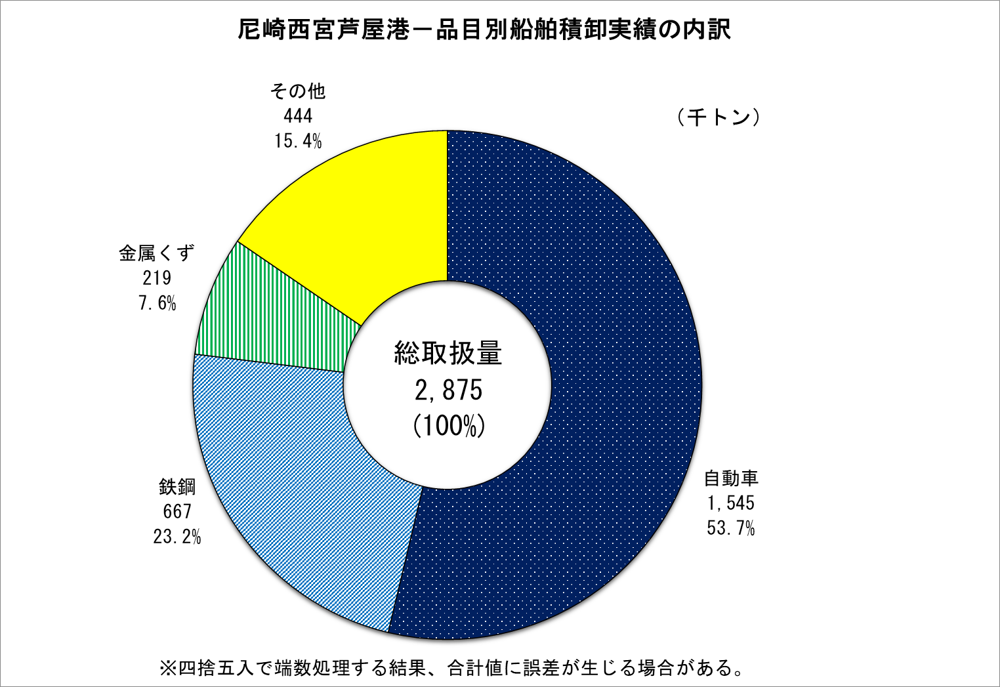 尼崎西宮芦屋港－品目別船舶積卸実績の内訳
（千トン）
その他
444
15.4%
金属くず
219
7.6%
総取扱量
2,875
(100%)
自動車
1,545
53.7%
鉄鋼
667
23.2%
※四捨五入で端数処理する結果、合計値に誤差が生じる場合がある。